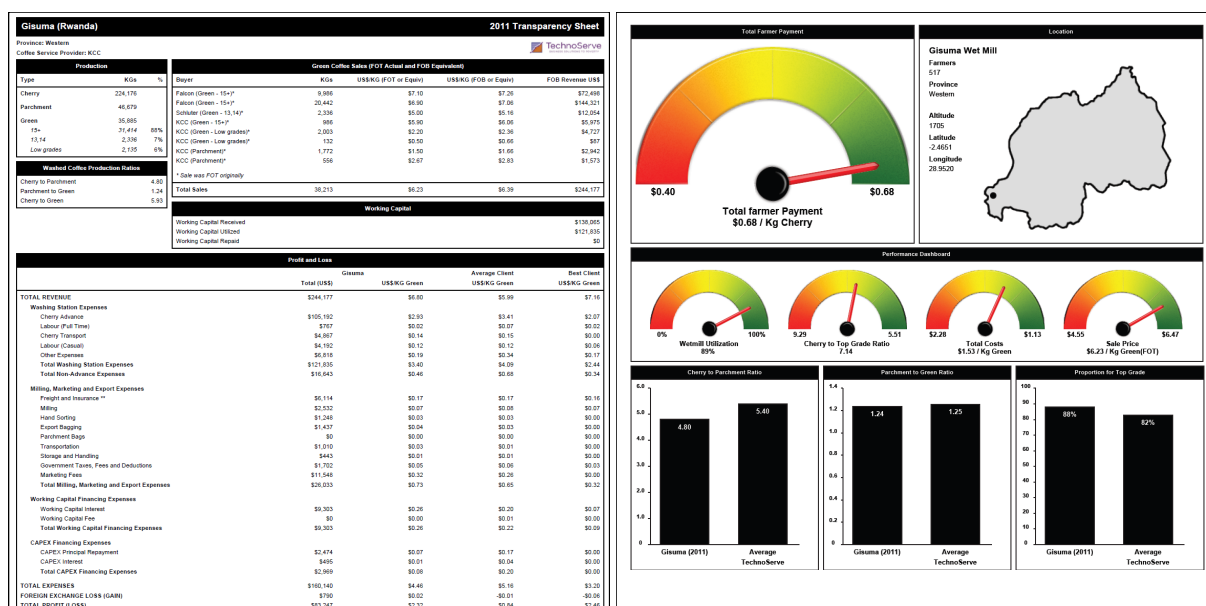 Gisuma (Rwanda) 2011 Transparency Sheet
Province: Western
Coffee Service Provider: KCC
TechnoServe
Production
Type KGs %
Cherry 224,176
Parchment 46,679
Green 35,885
15+ 31,414 88%
13,14 2,336 7%
Low grades 2,135 6%
Washed Coffee Production Ratios
Cherry to Parchment 4.80
Parchment to Green 1.24
Cherry to Green 5.93
Green Coffee Sales (FOT Actual and FOB Equivalent)
Buyer KGs US$/KG (FOT or Equiv) US$/KG (FOB or Equiv) FOB Revenue US$
Falcon (Green - 15+)* 9,986 $7.10 $7.26 $72,498
Falcon (Green - 15+)* 20,442 $6.90 $7.06 $144,321
Schluter (Green - 13,14)* 2,336 $5.00 $5.16 $12,054
KCC (Green - 15+)* 986 $5.90 $6.06 $5,975
KCC (Green - Low grades)* 2,003 $2.20 $2.36 $4,727
KCC (Green - Low grades)* 132 $0.50 $0.66 $87
KCC (Parchment)* 1,772 $1.50 $1.66 $2,942
KCC (Parchment)* 556 $2.67 $2.83 $1,573
* Sale was FOT originally
Total Sales 38,213 $6.23 $6.39 $244,177
Working Capital
Working Capital Received $138,065
Working Capital Utilized $121,835
Working Capital Repaid $0
Profit and Loss
Gisuma Average Client Best Client
Total (US$) US$/KG Green US$/KG Green US$/KG Green
TOTAL REVENUE $244,177 $6.80 $5.99 $7.16
Washing Station Expenses
Cherry Advance $105,192 $2.93 $3.41 $2.07
Labour (Full Time) $767 $0.02 $0.07 $0.02
Cherry Transport $4,867 $0.14 $0.15 $0.00
Labour (Casual) $4,192 $0.12 $0.12 $0.06
Other Expenses $6,818 $0.19 $0.34 $0.17
Total Washing Station Expenses $121,835 $3.40 $4.09 $2.44
Total Non-Advance Expenses $16,643 $0.46 $0.68 $0.34
Milling, Marketing and Export Expenses
Freight and Insurance ** $6,114 $0.17 $0.17 $0.16
Milling $2,532 $0.07 $0.08 $0.07
Hand Sorting $1,248 $0.03 $0.03 $0.00
Export Bagging $1,437 $0.04 $0.03 $0.00
Parchment Bags $0 $0.00 $0.00 $0.00
Transportation $1,010 $0.03 $0.01 $0.00
Storage and Handling $443 $0.01 $0.01 $0.00
Government Taxes, Fees and Deductions $1,702 $0.05 $0.06 $0.03
Marketing Fees $11,548 $0.32 $0.26 $0.00
Total Milling, Marketing and Export Expenses $26,033 $0.73 $0.65 $0.32
Working Capital Financing Expenses
Working Capital Interest $9,303 $0.26 $0.20 $0.07
Working Capital Fee $0 $0.00 $0.01 $0.00
Total Working Capital Financing Expenses $9,303 $0.26 $0.22 $0.09
CAPEX Financing Expenses
CAPEX Principal Repayment $2,474 $0.07 $0.17 $0.00
CAPEX Interest $495 $0.01 $0.04 $0.00
Total CAPEX Financing Expenses $2,969 $0.08 $0.20 $0.00
TOTAL EXPENSES $160,140 $4.46 $5.16 $3.20
FOREIGN EXCHANGE LOSS (GAIN) $790 $0.02 -$0.01 -$0.06
TOTAL PROFIT (LOSS) $83,247 $2.32 $0.84 $2.46
Total Farmer Payment
$0.40 $0.68
Total farmer Payment
$0.68 / Kg Cherry
Location
Gisuma Wet Mill
Farmers
517
Province
Western
Altitude
1705
Latitude
-2.4651
Longitude
28.9520
Performance Dashboard
0% 100% 9.29 5.51 $2.28 $1.13 $4.55 $6.47
Wetmill Utilization Cherry to Top Grade Ratio Total Costs Sale Price
89% 7.14 $1.53 / Kg Green $6.23 / Kg Green(FOT)
Cherry to Parchment Ratio
6.0
5.0
4.0
3.0
2.0
1.0
0
4.80
5.40
Gisuma (2011) Average
TechnoServe
Parchment to Green Ratio
1.4
1.2
1.0
0.8
0.6
0.4
0.2
0
1.24
1.25
Gisuma (2011) Average
TechnoServe
Proportion for Top Grade
100
90
80
70
60
50
40
30
20
10
0
88%
82%
Gisuma (2011) Average
TechnoServe